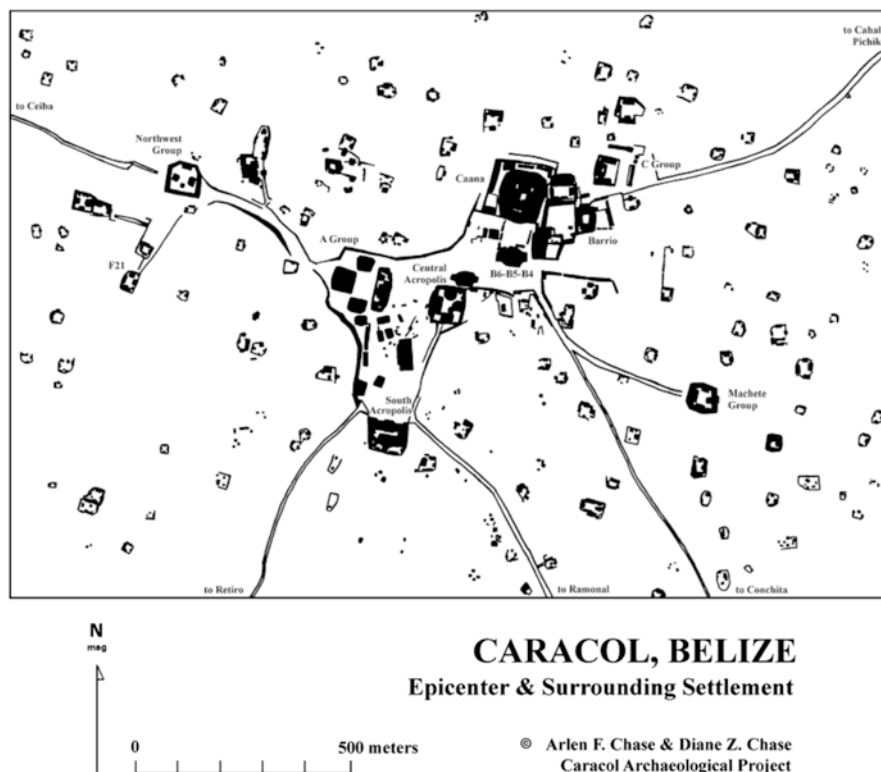 to Cahal
Pichik
to Ceiba
Northwest
Group
C Group
Caana
A Group
Barrio
F21
Central
Acropolis
B6-B5-B4
Machete
Group
South
Acropolis
to Retiro
to Ramonal
to Conchita
N
mag
CARACOL, BELIZE
Epicenter & Surrounding Settlement
0
500 meters
© Arlen F. Chase & Diane Z. Chase
Caracol Archaeological Project